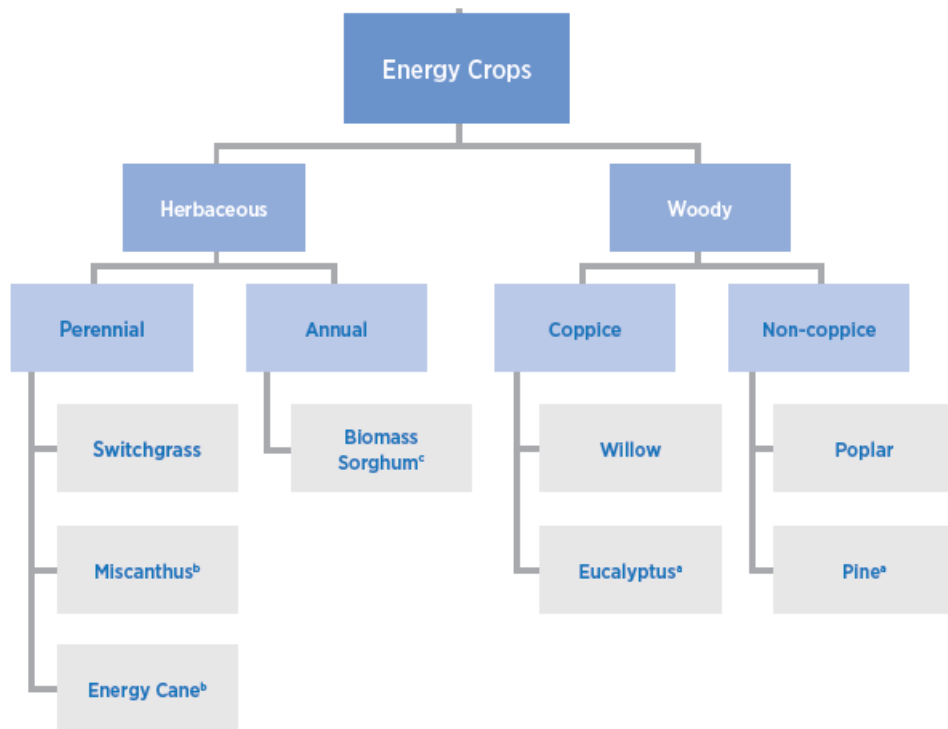 Energy Crops
Herbaceous
Woody
Perennial
Annual
Coppice
Non-coppice
Switchgrass
Biomass
Sorghumᶜ
Willow
Poplar
Miscanthusᵇ
Eucalyptusᵃ
Pineᵃ
Energy Caneᵇ